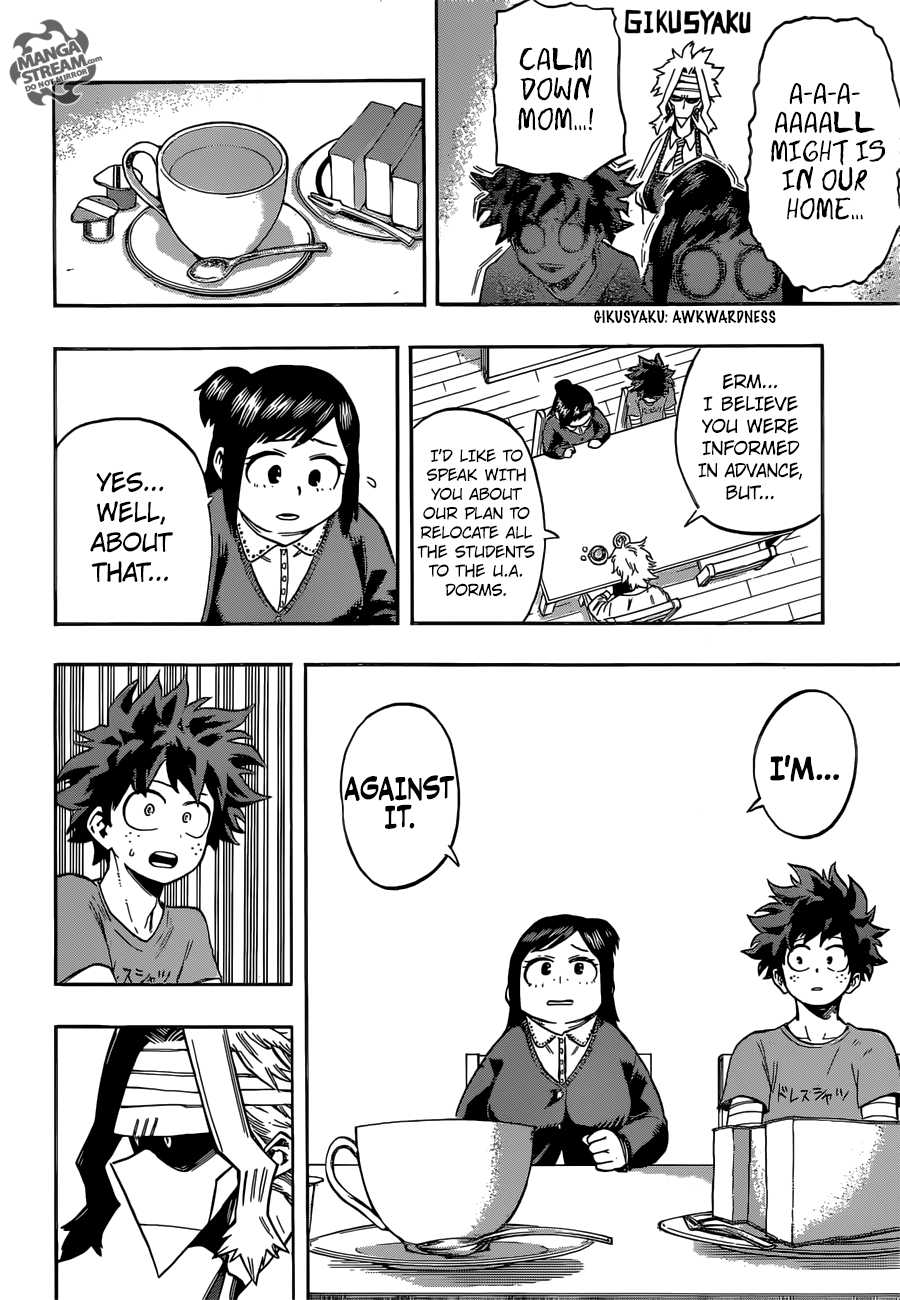 MANGA
STREAM.com
DO NOT MIRROR
GIKUSYAKU
A-A-A-
AAAALL
MIGHT IS
IN OUR
HOME...
CALM
DOWN
MOM...!
GIKUSYAKU: AWKWARDNESS
ERM...
I BELIEVE
YOU WERE
INFORMED
IN ADVANCE,
BUT...
I'D LIKE TO
SPEAK WITH
YOU ABOUT
OUR PLAN TO
RELOCATE ALL
THE STUDENTS
TO THE U.A.
DORMS.
YES...
WELL,
ABOUT
THAT...
I'M...
AGAINST
IT.
ドレスシャツ
ドレスシャツ